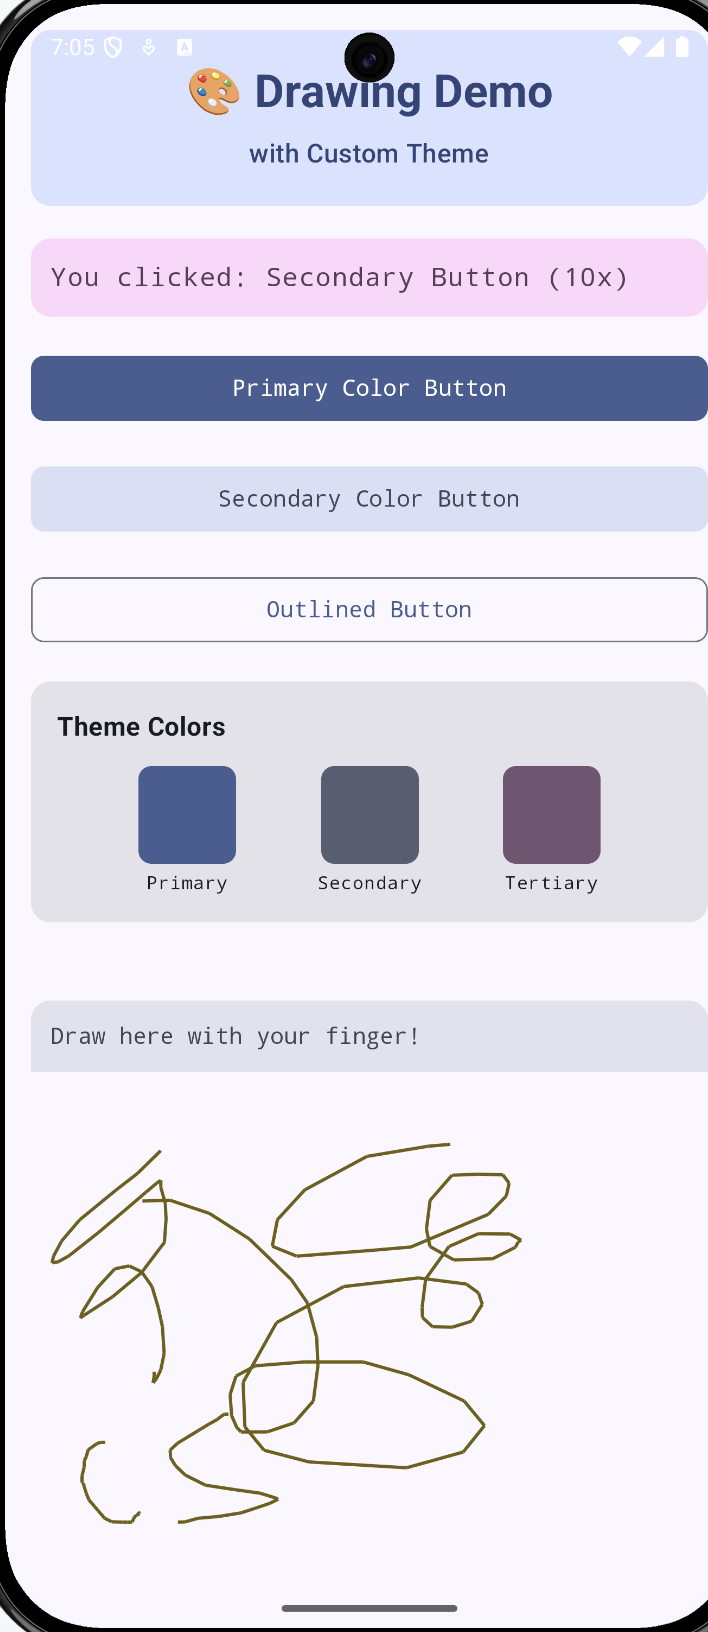 7:05
Drawing Demo
with Custom Theme
You clicked: Secondary Button (10x)
Primary Color Button
Secondary Color Button
Outlined Button
Theme Colors
Primary Secondary Tertiary
Draw here with your finger!